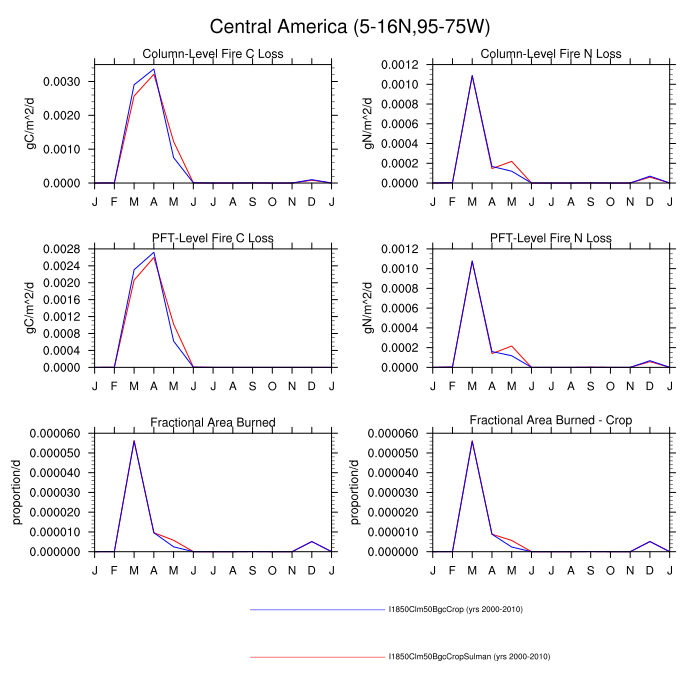 Central America (5-16N,95-75W)
Column-Level Fire C Loss
gC/m^2/d
0.0030
0.0020
0.0010
0.0000
J F M A M J J A S O N D J
Column-Level Fire N Loss
gN/m^2/d
0.0012
0.0010
0.0008
0.0006
0.0004
0.0002
0.0000
J F M A M J J A S O N D J
PFT-Level Fire C Loss
gC/m^2/d
0.0028
0.0024
0.0020
0.0016
0.0012
0.0008
0.0004
0.0000
J F M A M J J A S O N D J
PFT-Level Fire N Loss
gN/m^2/d
0.0012
0.0010
0.0008
0.0006
0.0004
0.0002
0.0000
J F M A M J J A S O N D J
Fractional Area Burned
proportion/d
0.000060
0.000050
0.000040
0.000030
0.000020
0.000010
0.000000
J F M A M J J A S O N D J
Fractional Area Burned - Crop
proportion/d
0.000060
0.000050
0.000040
0.000030
0.000020
0.000010
0.000000
J F M A M J J A S O N D J
I1850Clm50BgcCrop (yrs 2000-2010)
I1850Clm50BgcCropSulman (yrs 2000-2010)